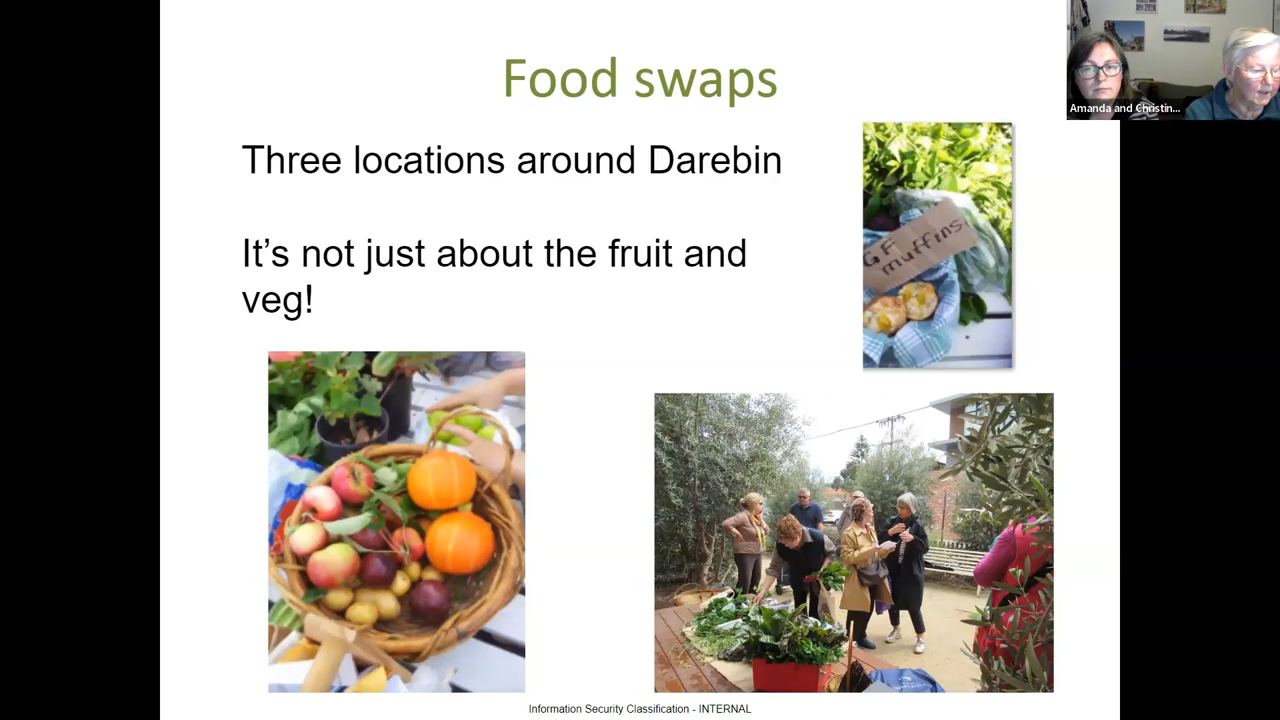 Food swaps
Three locations around Darebin
It’s not just about the fruit and
veg!
GF
muffins
Amanda and Christin...
Information Security Classification - INTERNAL